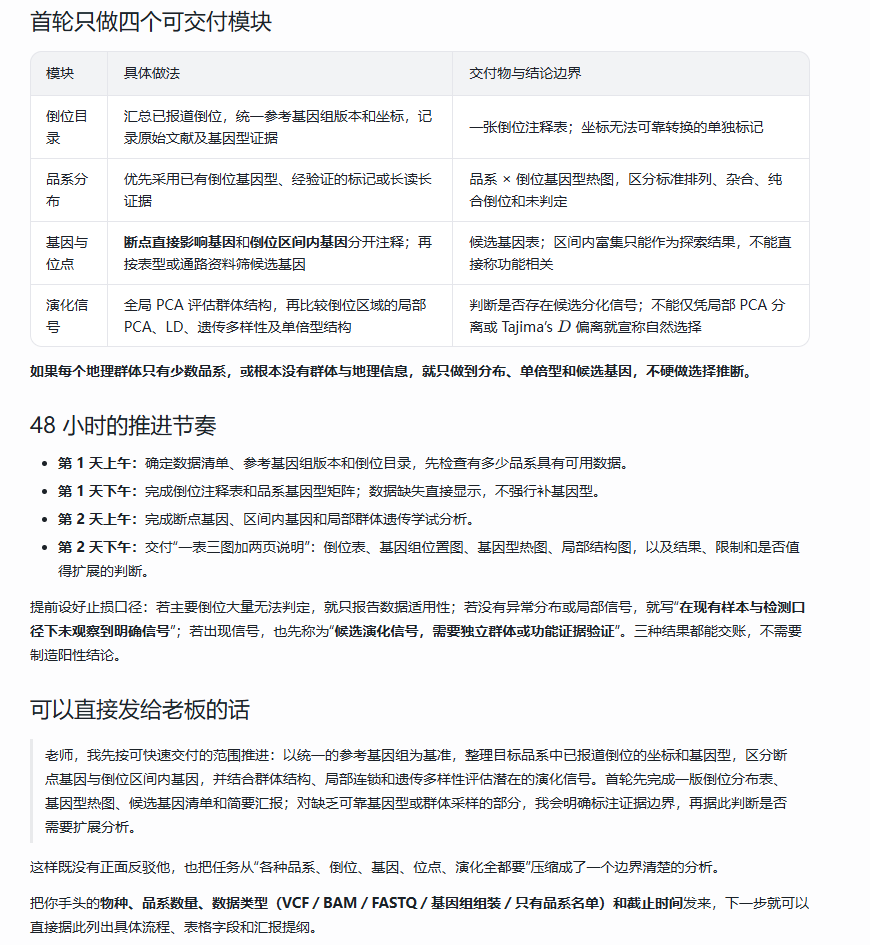 首轮只做四个可交付模块
模块
具体做法
交付物与结论边界
倒位目
录
汇总已报道倒位，统一参考基因组版本和坐标，记
录原始文献及基因型证据
一张倒位注释表；坐标无法可靠转换的单独标记
品系分
布
优先采用已有倒位基因型、经验证的标记或长读长
证据
品系 × 倒位基因型热图，区分标准排列、杂合、纯
合倒位和未判定
基因与
位点
断点直接影响基因和倒位区间内基因分开注释；再
按表型或通路资料筛候选基因
候选基因表；区间内富集只能作为探索结果，不能直
接称功能相关
演化信
号
全局 PCA 评估群体结构，再比较倒位区域的局部
PCA、LD、遗传多样性及单倍型结构
判断是否存在候选分化信号；不能仅凭局部 PCA 分
离或 Tajima’s D 偏离就宣称自然选择
如果每个地理群体只有少数品系，或根本没有群体与地理信息，就只做到分布、单倍型和候选基因，不硬做选择推断。
48 小时的推进节奏
• 第 1 天上午：确定数据清单、参考基因组版本和倒位目录，先检查有多少品系具有可用数据。
• 第 1 天下午：完成倒位注释表和品系基因型矩阵；数据缺失直接显示，不强行补基因型。
• 第 2 天上午：完成断点基因、区间内基因和局部群体遗传学试分析。
• 第 2 天下午：交付“一表三图加两页说明”：倒位表、基因组位置图、基因型热图、局部结构图，以及结果、限制和是否值
得扩展的判断。
提前设好止损口径：若主要倒位大量无法判定，就只报告数据适用性；若没有异常分布或局部信号，就写“在现有样本与检测口
径下未观察到明确信号”；若出现信号，也先称为“候选演化信号，需要独立群体或功能证据验证”。三种结果都能交账，不需要
制造阳性结论。
可以直接发给老板的话
老师，我先按可快速交付的范围推进：以统一的参考基因组为基准，整理目标品系中已报道倒位的坐标和基因型，区分断
点基因与倒位区间内基因，并结合群体结构、局部连锁和遗传多样性评估潜在的演化信号。首轮先完成一版倒位分布表、
基因型热图、候选基因清单和简要汇报；对缺乏可靠基因型或群体采样的部分，我会明确标注证据边界，再据此判断是否
需要扩展分析。
这样既没有正面反驳他，也把任务从“各种品系、倒位、基因、位点、演化全都要”压缩成了一个边界清楚的分析。
把你手头的物种、品系数量、数据类型（VCF / BAM / FASTQ / 基因组组装 / 只有品系名单）和截止时间发来，下一步就可以
直接据此列出具体流程、表格字段和汇报提纲。